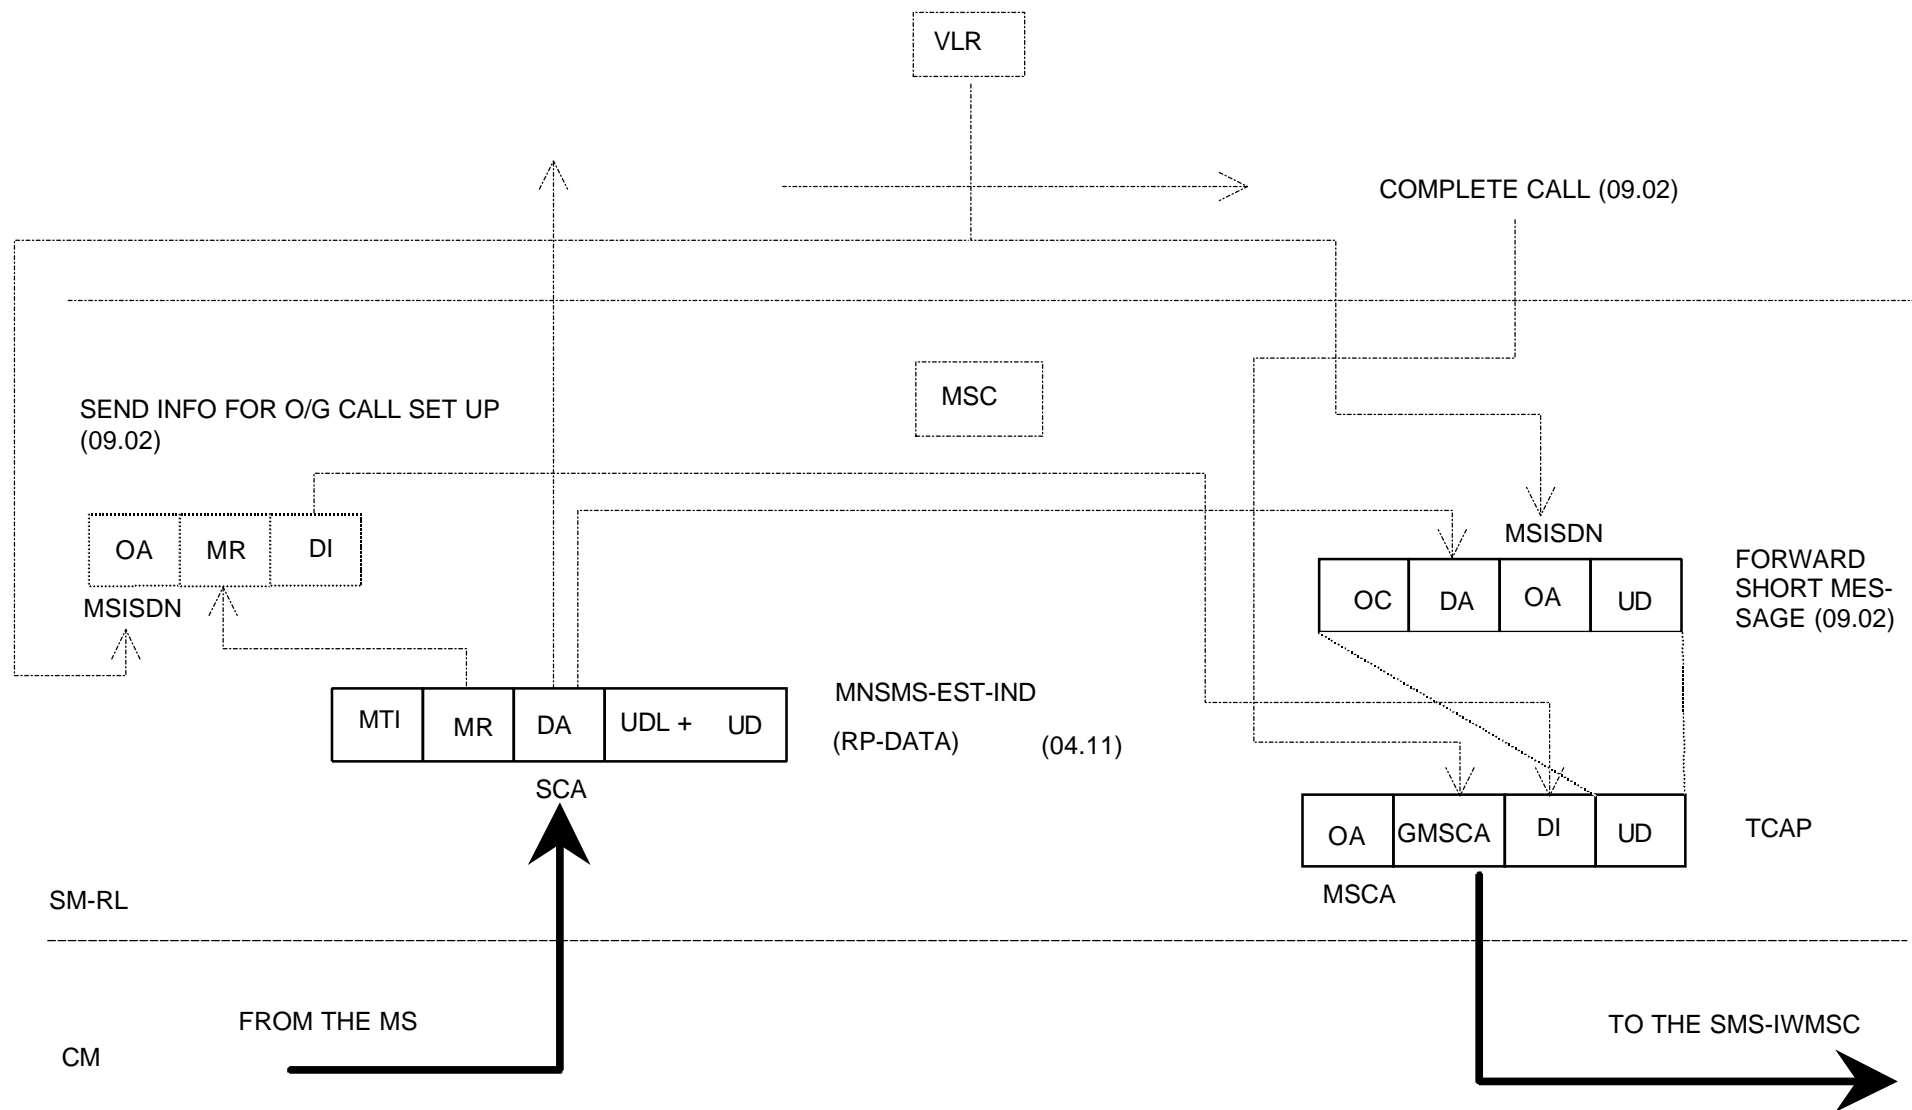 VLR
COMPLETE CALL (09.02)
MSC
SEND INFO FOR O/G CALL SET UP
(09.02)
OA MR DI
MSISDN
MSISDN
OC DA OA UD
FORWARD
SHORT MES-
SAGE (09.02)
MTI MR DA UDL + UD
MNSMS-EST-IND
(RP-DATA) (04.11)
SCA
OA GMSCA DI UD
TCAP
MSCA
SM-RL
FROM THE MS
TO THE SMS-IWMSC
CM